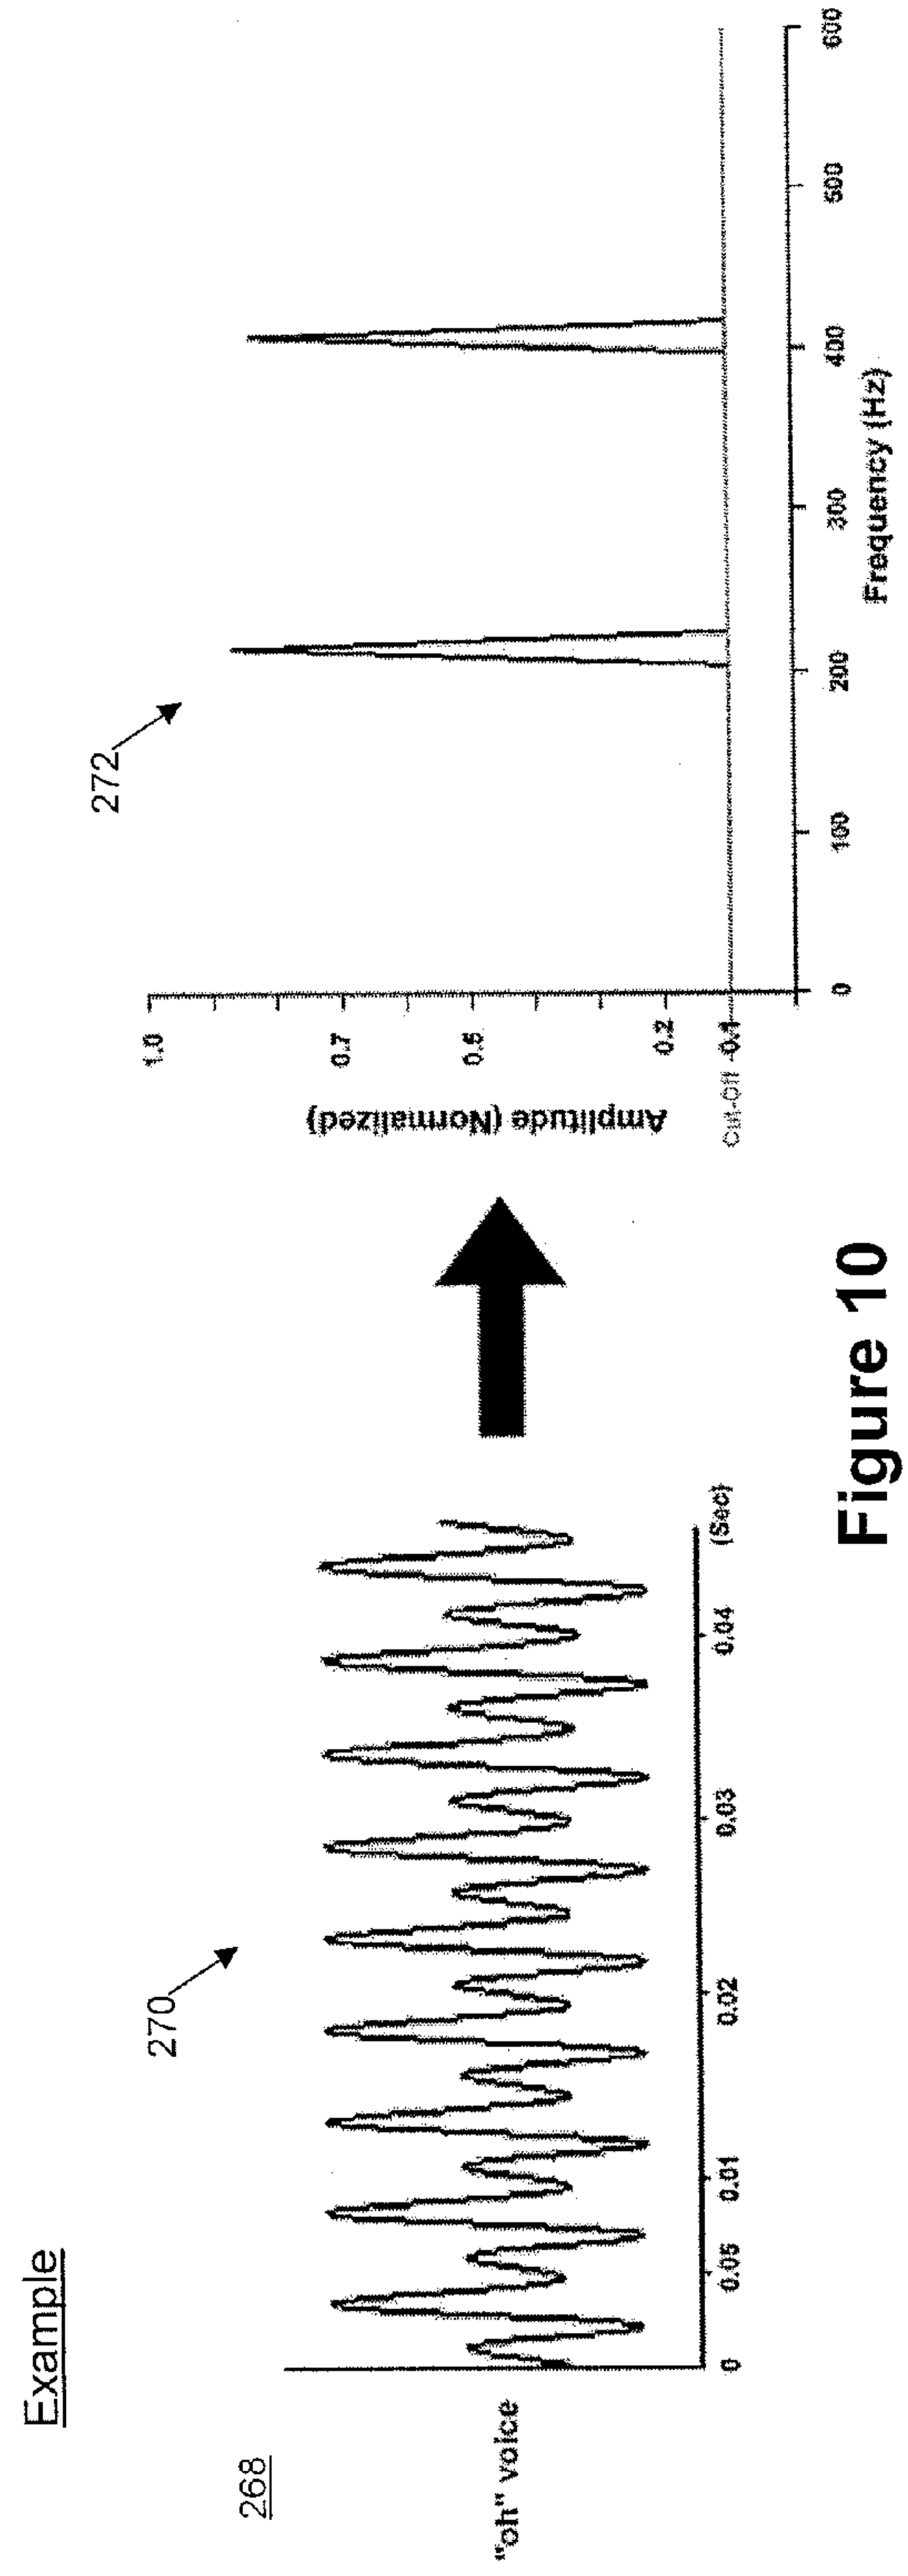 Example
268
270
"oh" voice
0 0.05 0.01 0.02 0.03 0.04 (Sec)
272
Amplitude (Normalized)
1.0
0.7
0.5
0.2
Cut-Off -0.1
0 100 200 300 400 500 600
Frequency (Hz)
Figure 10